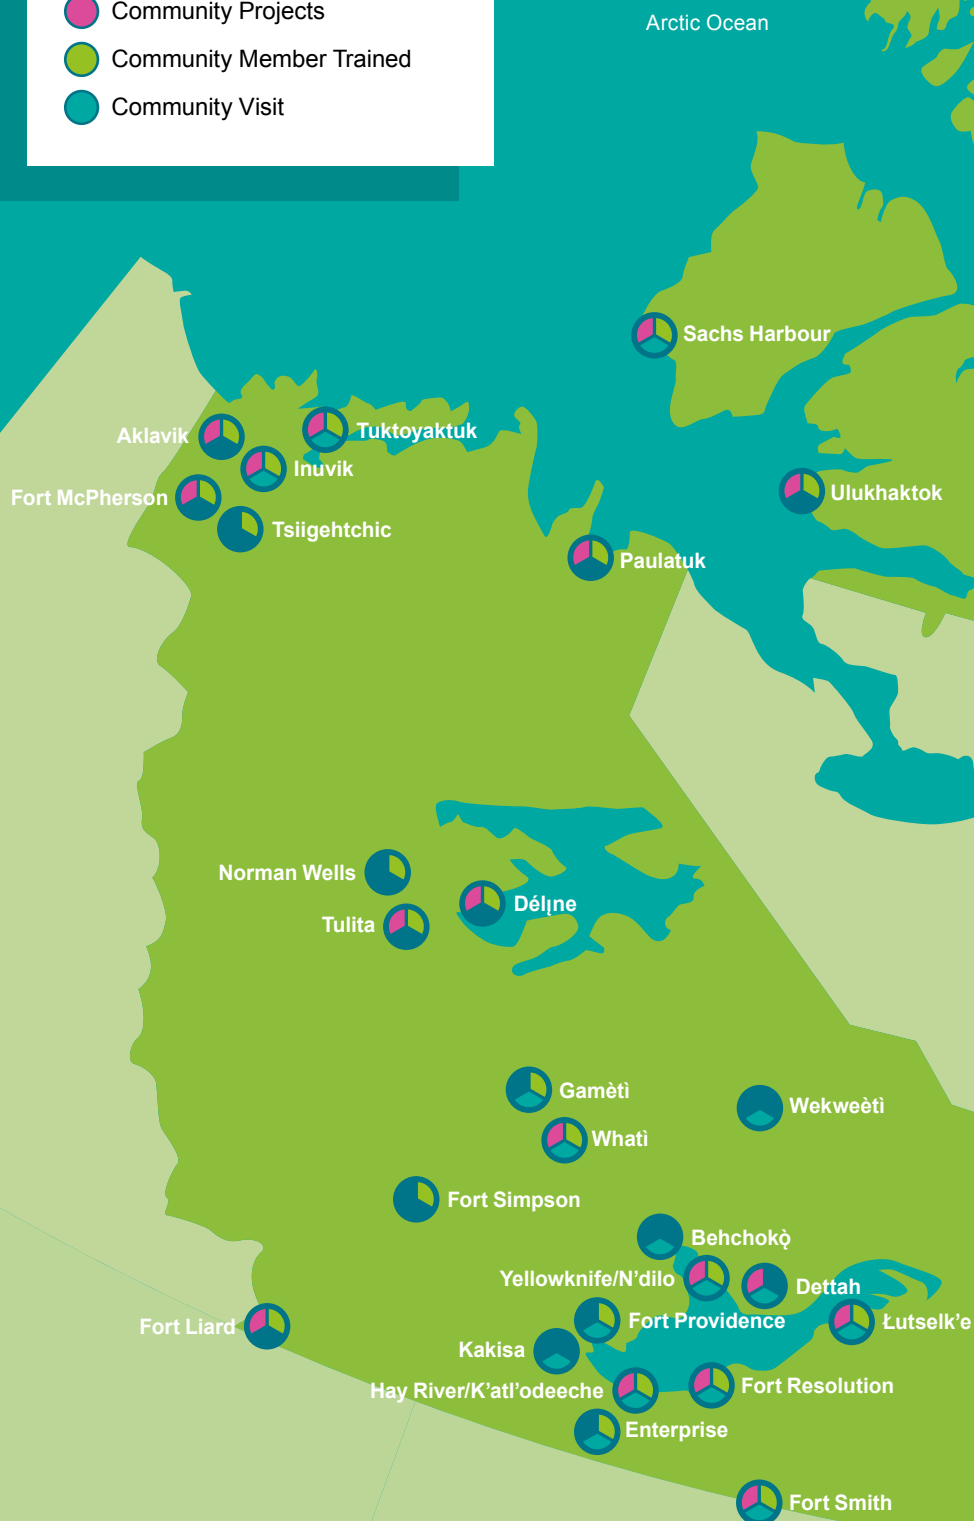 Community Projects
Arctic Ocean
Community Member Trained
Community Visit
Sachs Harbour
Aklavik
Tuktoyaktuk
Inuvik
Fort McPherson
Ulukhaktok
Tsiigehtchic
Paulatuk
Norman Wells
Délı̨ne
Tulita
Gamètì
Wekweètì
Whatì
Fort Simpson
Behchokǫ̀
Yellowknife/N’dilo
Dettah
Fort Providence
Łutselk’e
Fort Liard
Kakisa
Hay River/K’atl’odeeche
Fort Resolution
Enterprise
Fort Smith